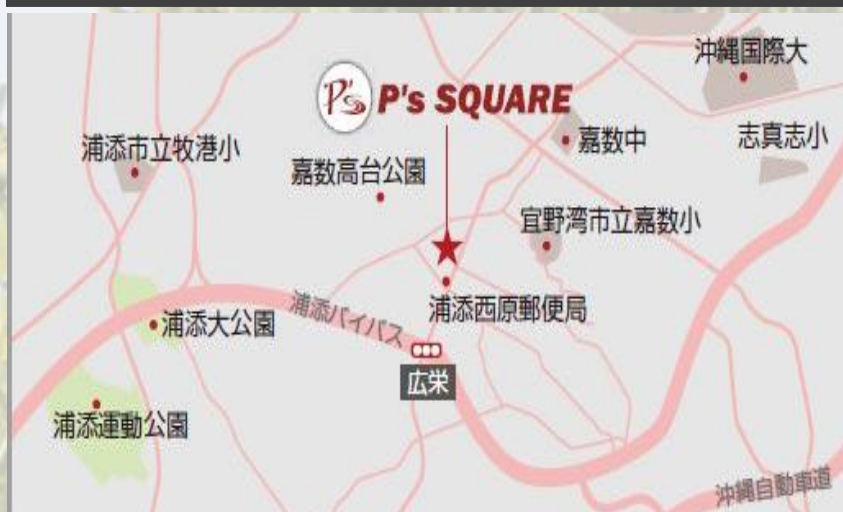 沖縄国際大
P's P's SQUARE
嘉数中
志真志小
浦添市立牧港小
嘉数高台公園
宜野湾市立嘉数小
浦添西原郵便局
浦添バイパス
浦添大公園
広栄
浦添運動公園
沖縄自動車道